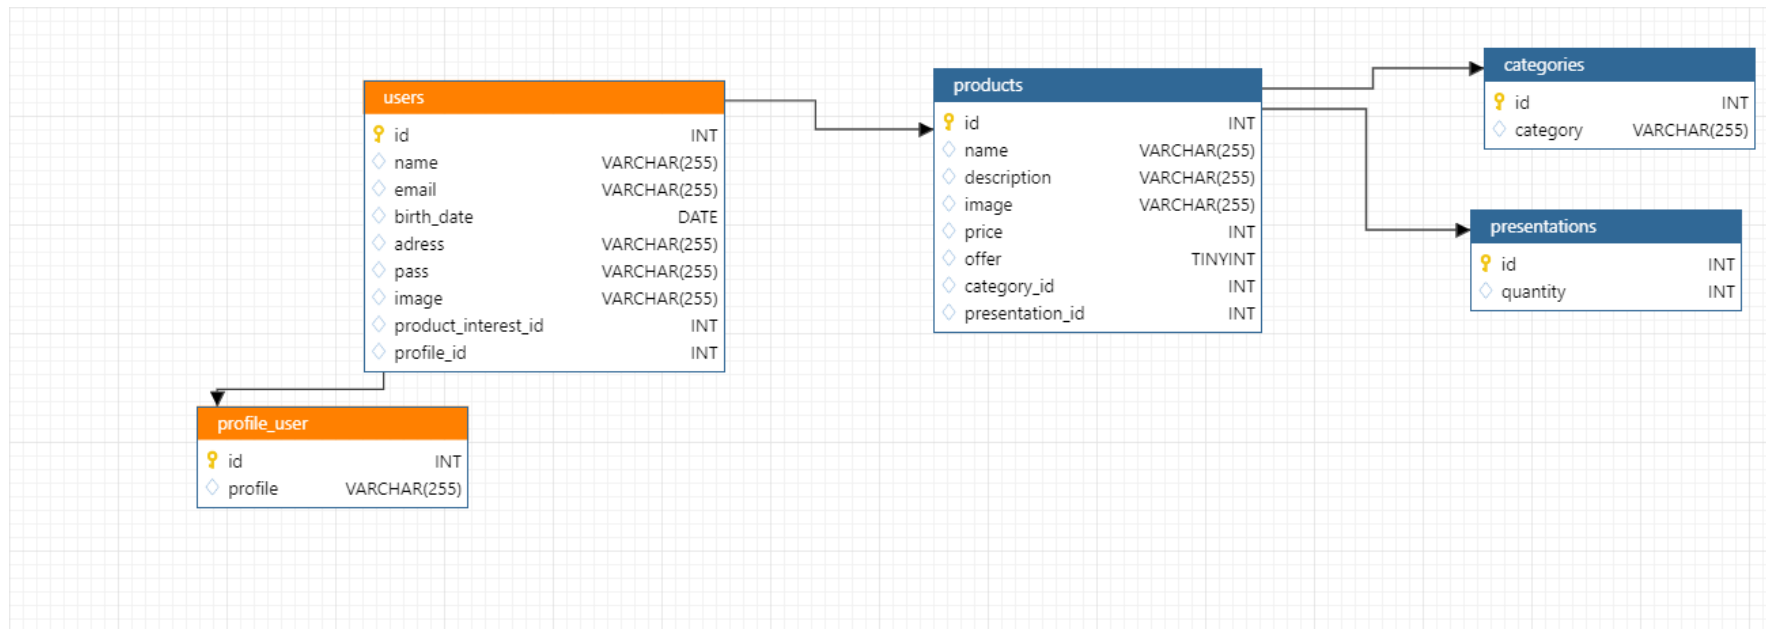 users
id INT
name VARCHAR(255)
email VARCHAR(255)
birth_date DATE
adress VARCHAR(255)
pass VARCHAR(255)
image VARCHAR(255)
product_interest_id INT
profile_id INT
profile_user
id INT
profile VARCHAR(255)
products
id INT
name VARCHAR(255)
description VARCHAR(255)
image VARCHAR(255)
price INT
offer TINYINT
category_id INT
presentation_id INT
categories
id INT
category VARCHAR(255)
presentations
id INT
quantity INT